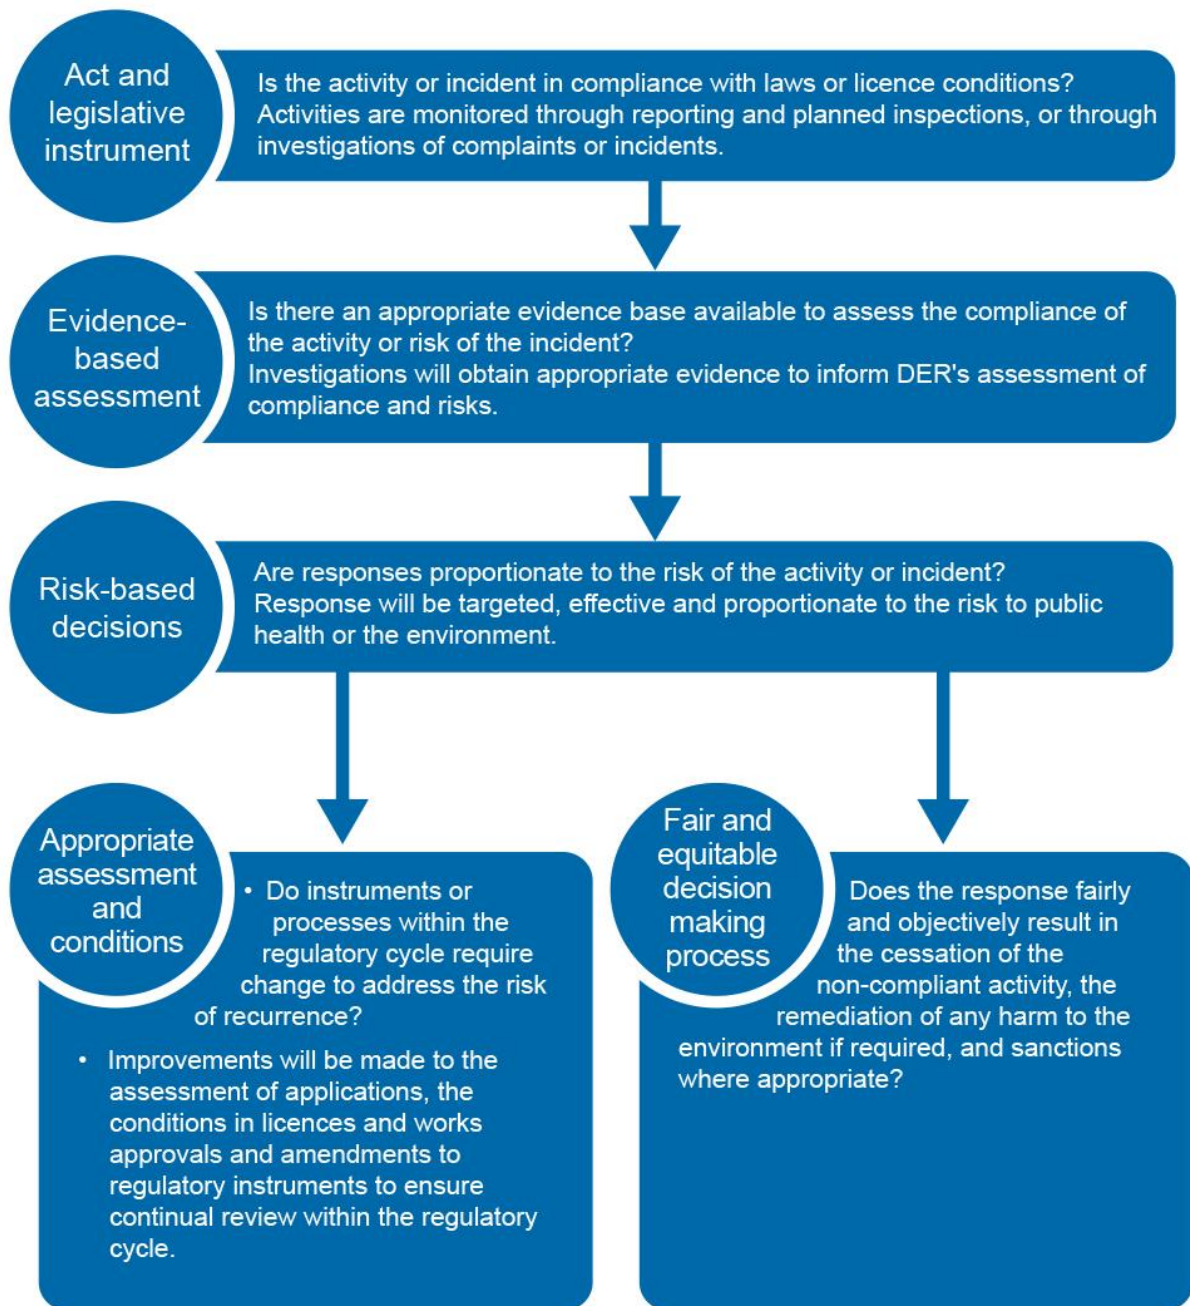 Act and
legislative
instrument
Is the activity or incident in compliance with laws or licence conditions?
Activities are monitored through reporting and planned inspections, or through
investigations of complaints or incidents.
Evidence-
based
assessment
Is there an appropriate evidence base available to assess the compliance of
the activity or risk of the incident?
Investigations will obtain appropriate evidence to inform DER's assessment of
compliance and risks.
Risk-based
decisions
Are responses proportionate to the risk of the activity or incident?
Response will be targeted, effective and proportionate to the risk to public
health or the environment.
Appropriate
assessment
and
conditions
• Do instruments or
processes within the
regulatory cycle require
change to address the risk
of recurrence?
• Improvements will be made to the
assessment of applications, the
conditions in licences and works
approvals and amendments to
regulatory instruments to ensure
continual review within the regulatory
cycle.
Fair and
equitable
decision
making
process
Does the response fairly
and objectively result in
the cessation of the
non-compliant activity, the
remediation of any harm to the
environment if required, and sanctions
where appropriate?